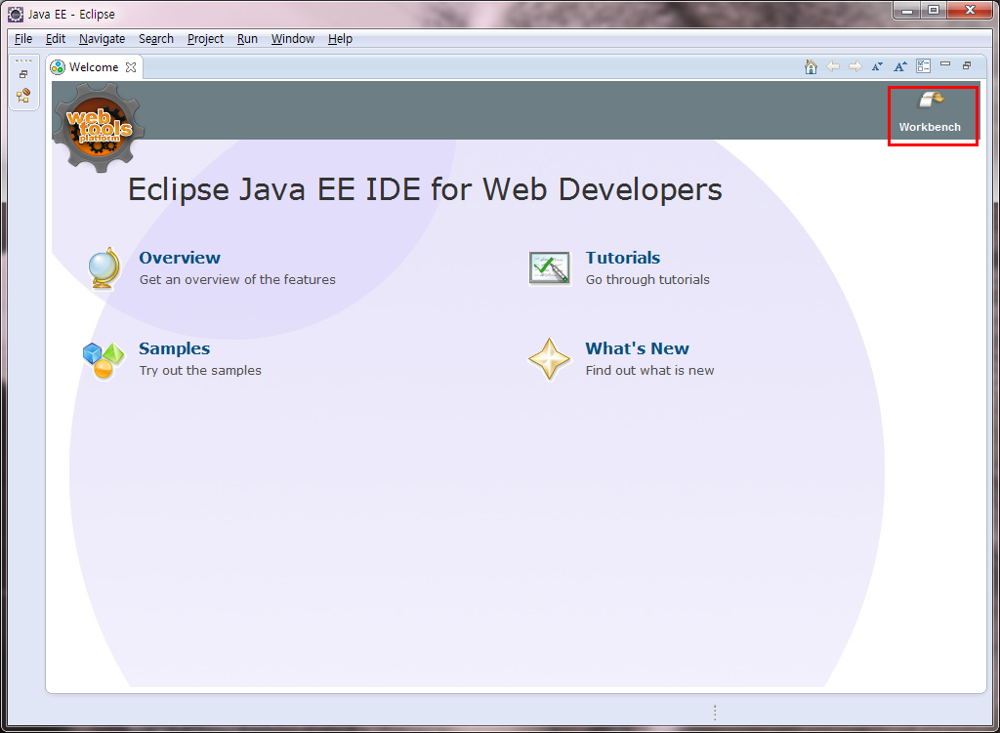 Java EE - Eclipse
File Edit Navigate Search Project Run Window Help
Welcome
web
tools
platform
Workbench
Eclipse Java EE IDE for Web Developers
Overview
Get an overview of the features
Tutorials
Go through tutorials
Samples
Try out the samples
What's New
Find out what is new